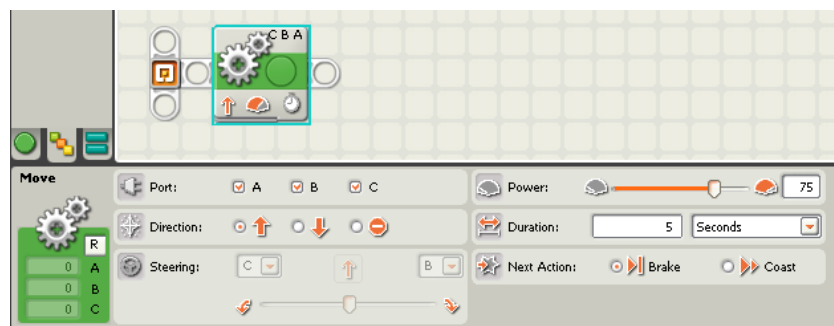 C B A
Move
Port: A B C
Power: 75
Direction:
Duration: 5 Seconds
R
Steering: C B
Next Action: Brake Coast
0 A
0 B
0 C